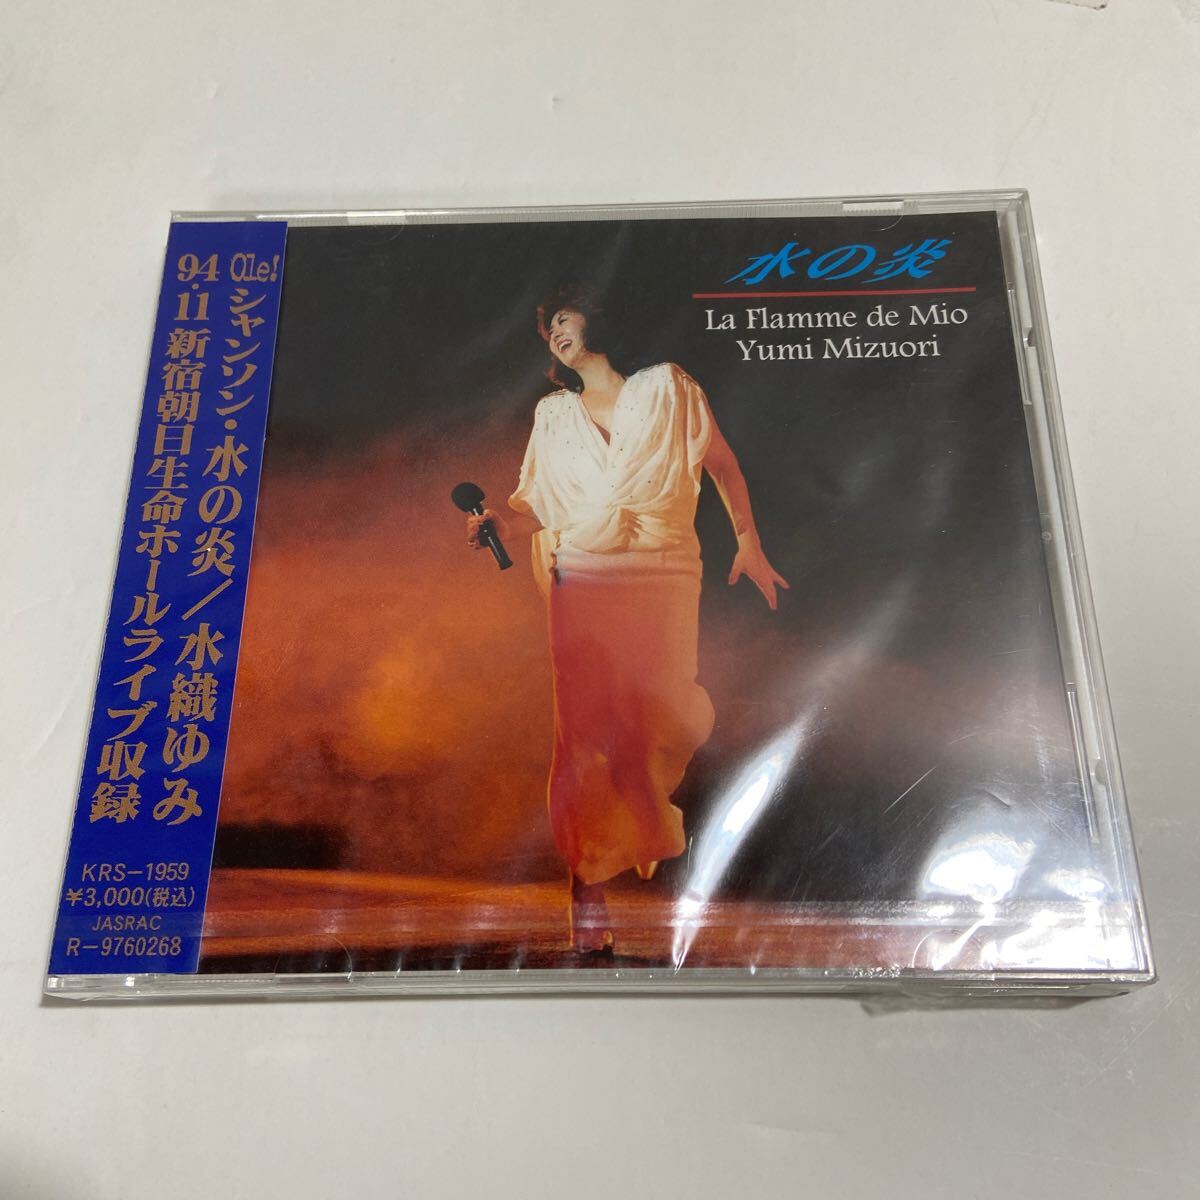 水の炎
La Flamme de Mio
Yumi Mizuori
Ole! シャンソン・水の炎/水織ゆみ
94・11 新宿朝日生命ホールライブ収録
KRS-1959
¥3,000(税込)
JASRAC
R-9760268